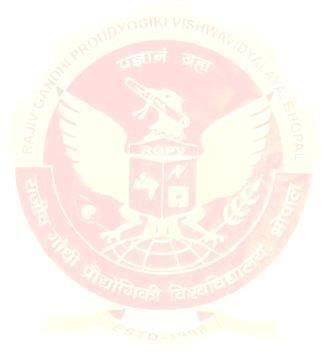 RAJIV GANDHI PROUDYOGIKI VISHWAVIDYALAYA, BHOPAL
प्रज्ञानं ब्रह्म
RGPV
राजीव गांधी प्रौद्योगिकी विश्वविद्यालय, भोपाल
ESTD-1998